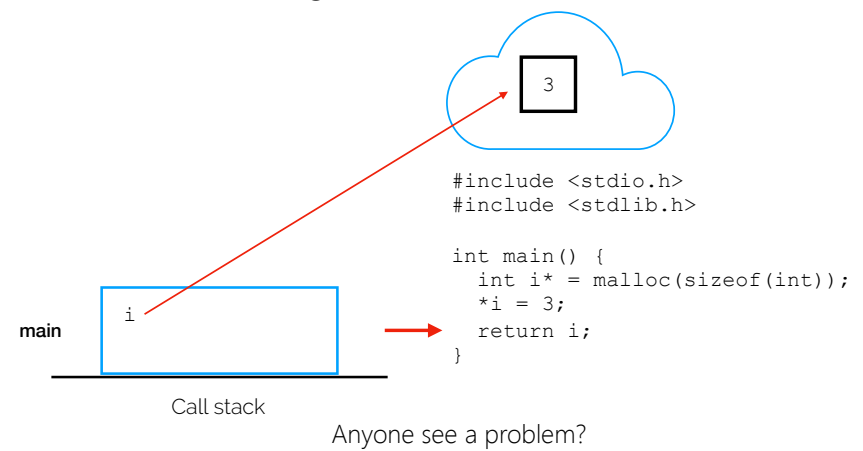 3
#include <stdio.h>
#include <stdlib.h>
int main() {
int i* = malloc(sizeof(int));
*i = 3;
return i;
}
i
main
Call stack
Anyone see a problem?